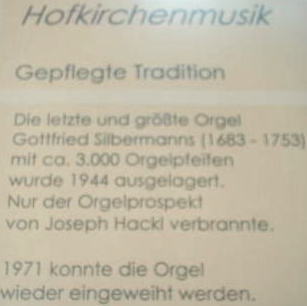 Hofkirchenmusik
Gepflegte Tradition
Die letzte und größte Orgel
Gottfried Silbermanns (1683 - 1753)
mit ca. 3.000 Orgelpfeifen
wurde 1944 ausgelagert.
Nur der Orgelprospekt
von Joseph Hackl verbrannte.
1971 konnte die Orgel
wieder eingeweiht werden.